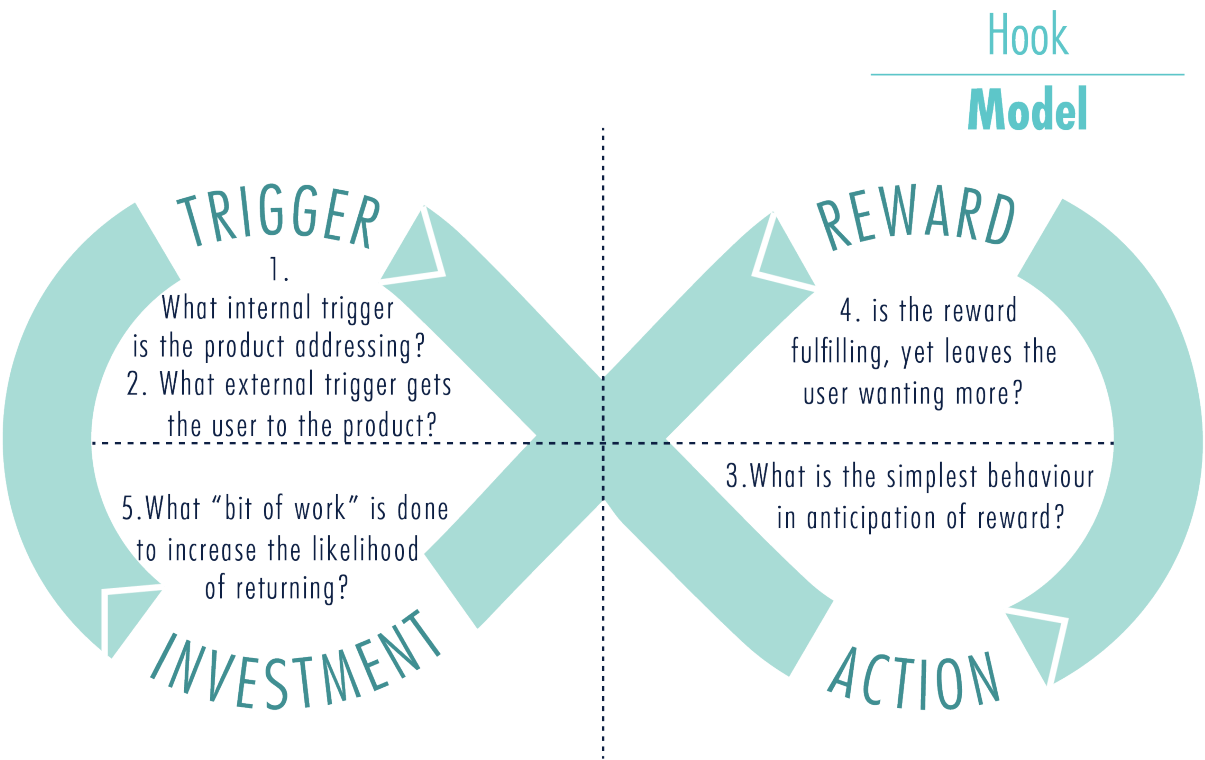 Hook
Model
TRIGGER
1.
What internal trigger
is the product addressing?
2. What external trigger gets
the user to the product?
REWARD
4. is the reward
fulfilling, yet leaves the
user wanting more?
3.What is the simplest behaviour
in anticipation of reward?
ACTION
5.What “bit of work” is done
to increase the likelihood
of returning?
INVESTMENT